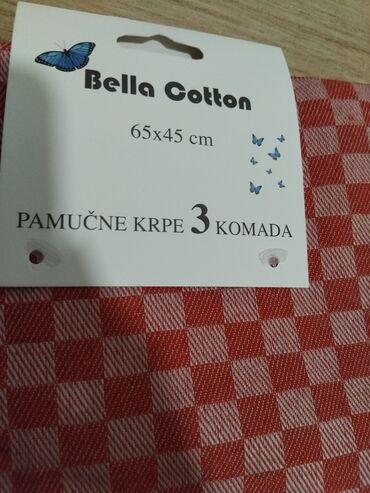 Bella Cotton
65x45 cm
PAMUČNE KRPE 3 KOMADA